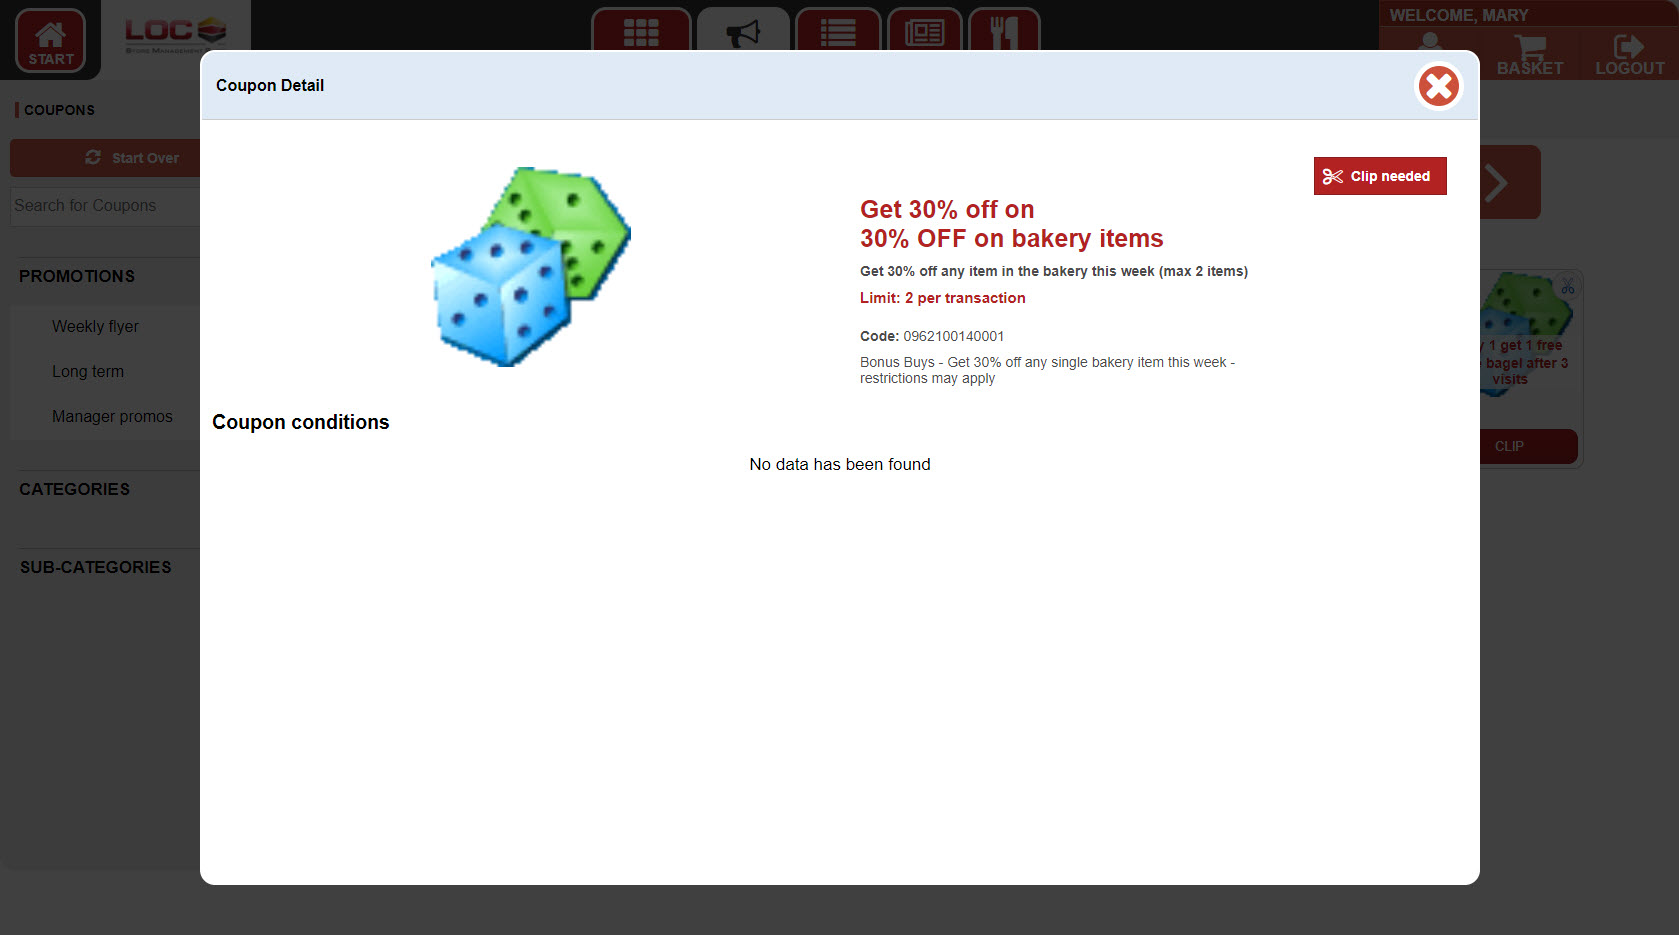 START
LOC
STORE MANAGEMENT
WELCOME, MARY
BASKET
LOGOUT
Coupon Detail
COUPONS
Start Over
Search for Coupons
PROMOTIONS
Weekly flyer
Long term
Manager promos
CATEGORIES
SUB-CATEGORIES
Clip needed
Get 30% off on
30% OFF on bakery items
Get 30% off any item in the bakery this week (max 2 items)
Limit: 2 per transaction
Code: 0962100140001
Bonus Buys - Get 30% off any single bakery item this week -
restrictions may apply
Coupon conditions
No data has been found
1 get 1 free
bagel after 3
visits
CLIP